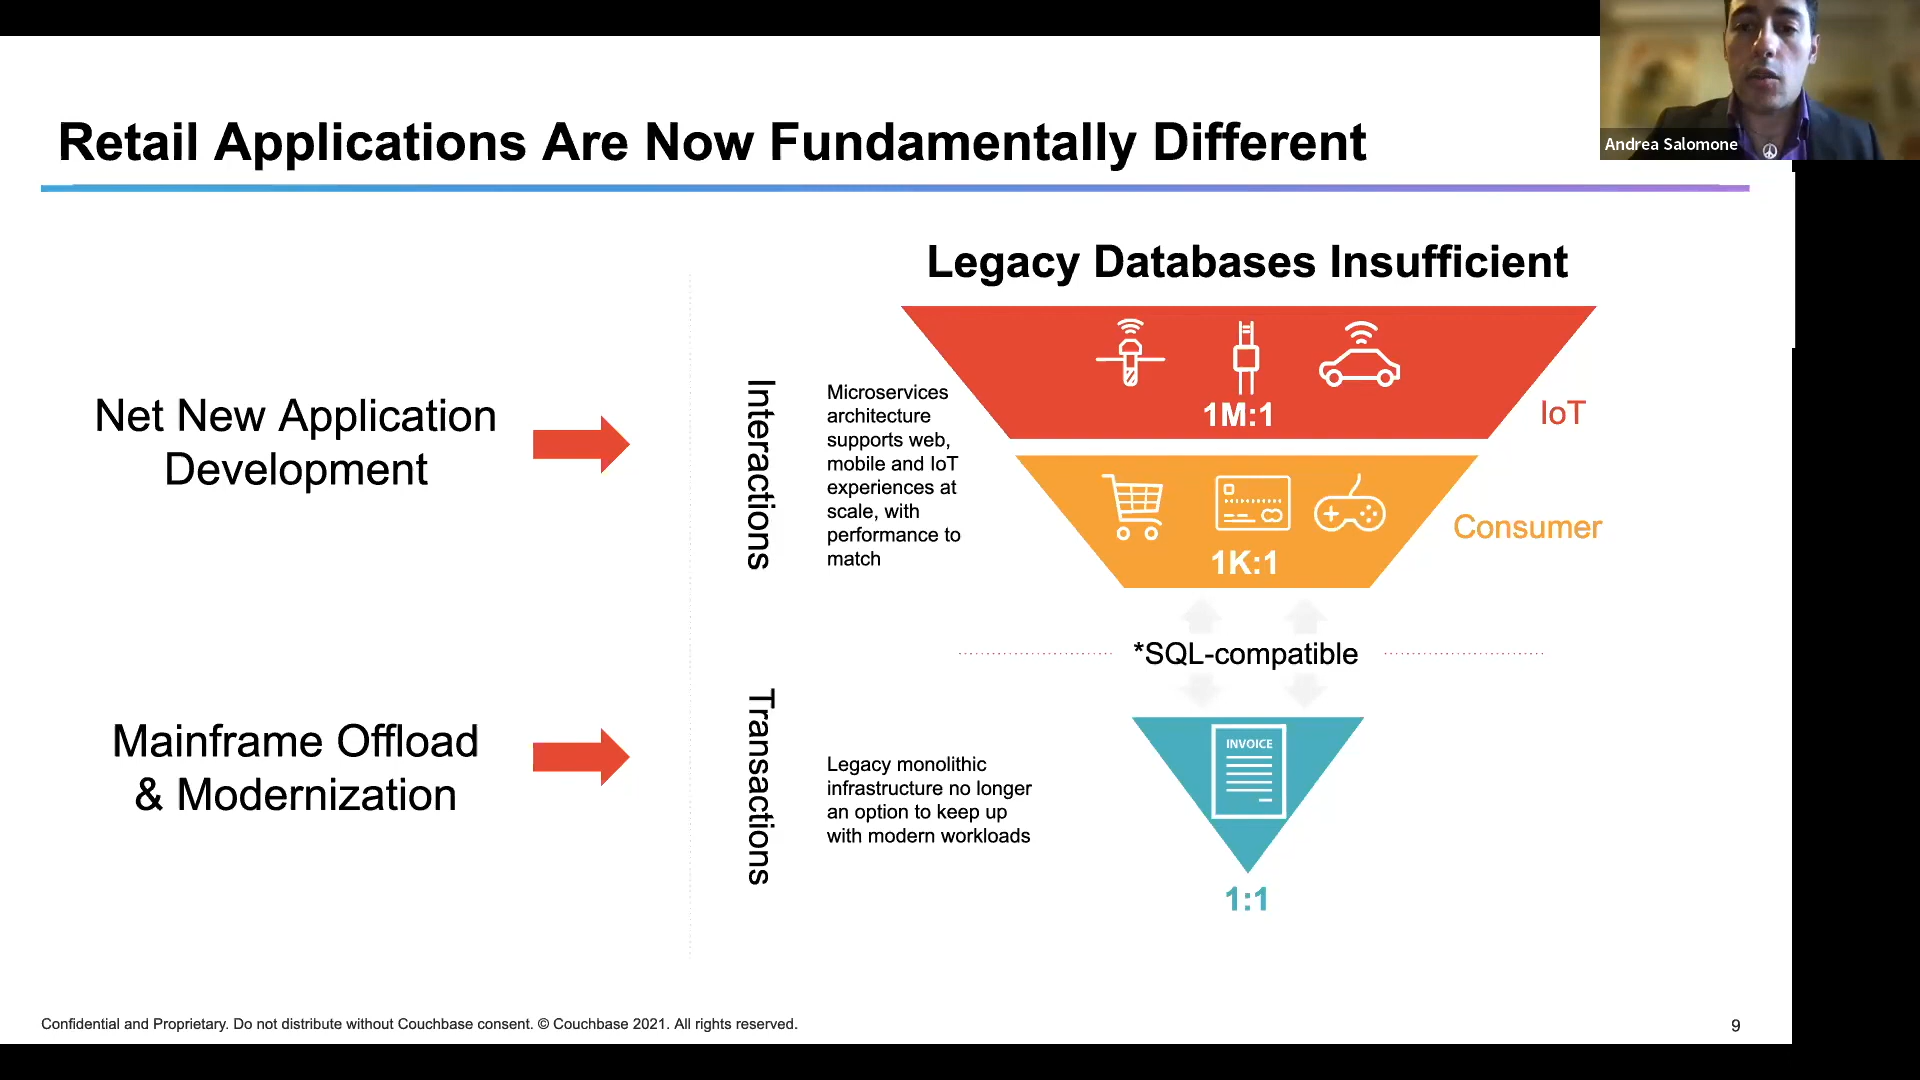 Andrea Salomone
Retail Applications Are Now Fundamentally Different
Net New Application
Development
Mainframe Offload
& Modernization
Legacy Databases Insufficient
Interactions
Microservices
architecture
supports web,
mobile and IoT
experiences at
scale, with
performance to
match
1M:1
IoT
1K:1
Consumer
*SQL-compatible
Transactions
Legacy monolithic
infrastructure no longer
an option to keep up
with modern workloads
INVOICE
1:1
Confidential and Proprietary. Do not distribute without Couchbase consent. © Couchbase 2021. All rights reserved.
9